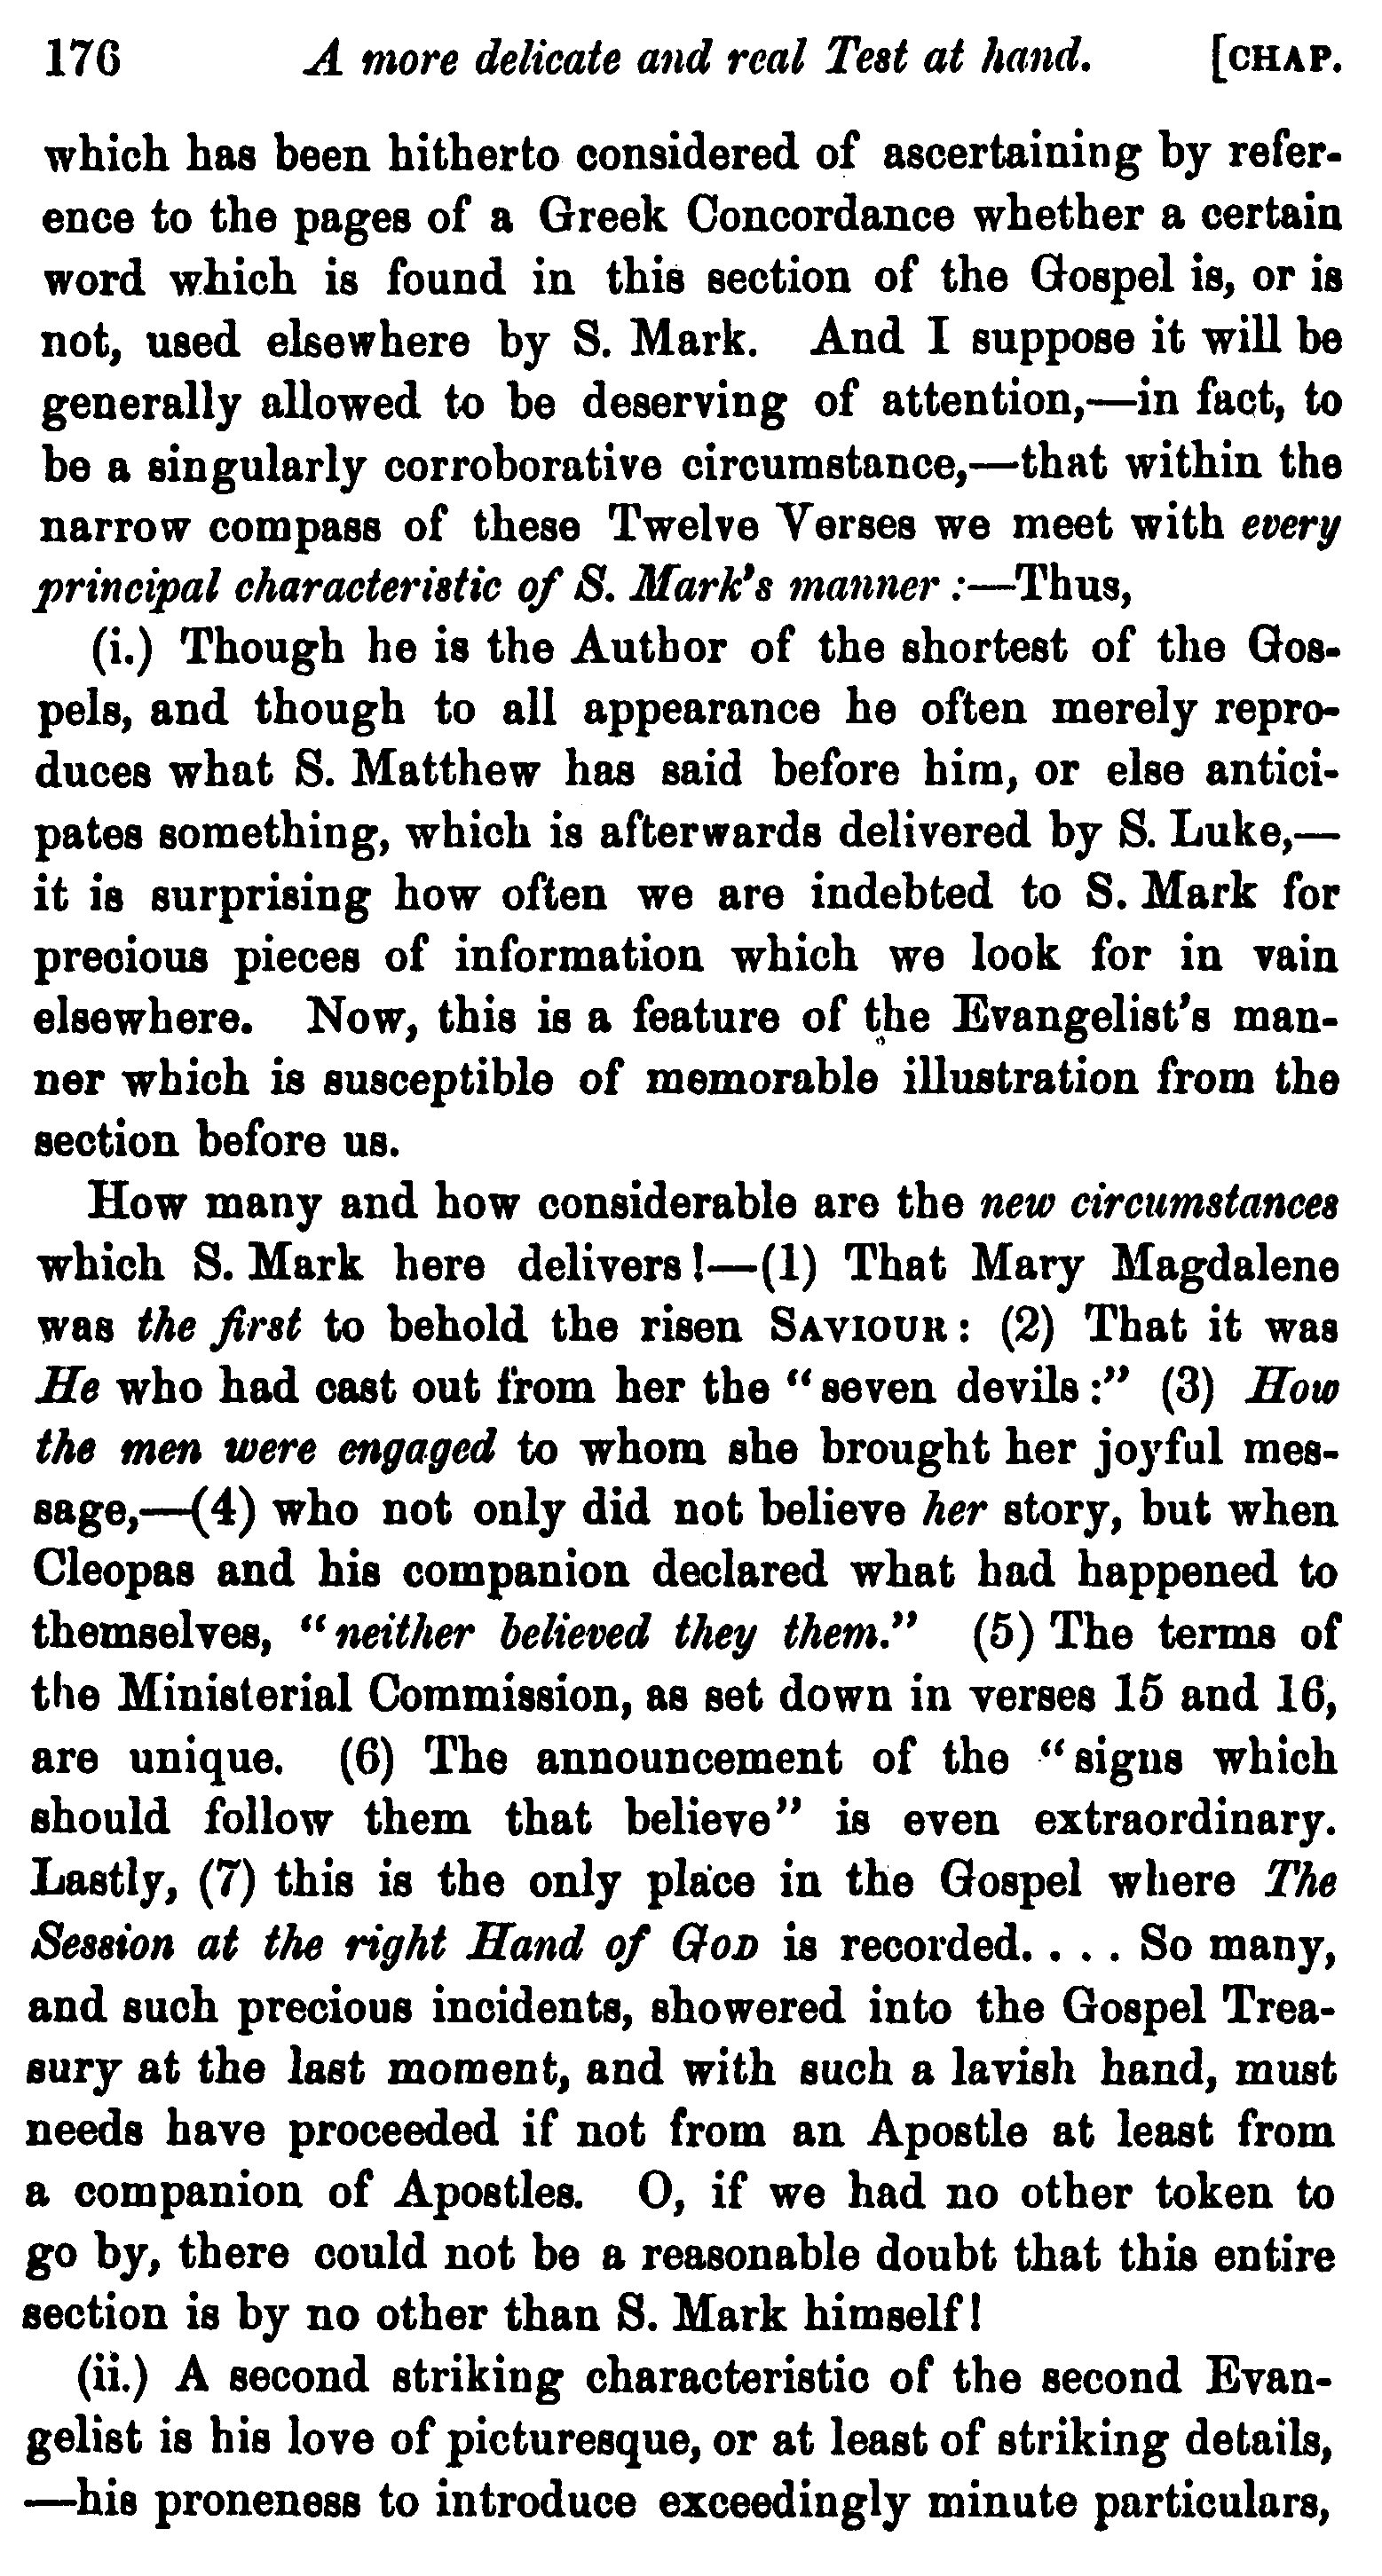 176 A more delicate and real Test at hand. [CHAP.
which has been hitherto considered of ascertaining by refer-
ence to the pages of a Greek Concordance whether a certain
word which is found in this section of the Gospel is, or is
not, used elsewhere by S. Mark. And I suppose it will be
generally allowed to be deserving of attention,—in fact, to
be a singularly corroborative circumstance,—that within the
narrow compass of these Twelve Verses we meet with every
principal characteristic of S. Mark's manner :—Thus,
(i.) Though he is the Author of the shortest of the Gos-
pels, and though to all appearance he often merely repro-
duces what S. Matthew has said before him, or else antici-
pates something, which is afterwards delivered by S. Luke,—
it is surprising how often we are indebted to S. Mark for
precious pieces of information which we look for in vain
elsewhere. Now, this is a feature of the Evangelist's man-
ner which is susceptible of memorable illustration from the
section before us.
How many and how considerable are the new circumstances
which S. Mark here delivers!—(1) That Mary Magdalene
was the first to behold the risen SAVIOUR: (2) That it was
He who had cast out from her the "seven devils:" (3) How
the men were engaged to whom she brought her joyful mes-
sage,—(4) who not only did not believe her story, but when
Cleopas and his companion declared what had happened to
themselves, "neither believed they them." (5) The terms of
the Ministerial Commission, as set down in verses 15 and 16,
are unique. (6) The announcement of the "signs which
should follow them that believe" is even extraordinary.
Lastly, (7) this is the only place in the Gospel where The
Session at the right Hand of GOD is recorded. . . . So many,
and such precious incidents, showered into the Gospel Trea-
sury at the last moment, and with such a lavish hand, must
needs have proceeded if not from an Apostle at least from
a companion of Apostles. O, if we had no other token to
go by, there could not be a reasonable doubt that this entire
section is by no other than S. Mark himself!
(ii.) A second striking characteristic of the second Evan-
gelist is his love of picturesque, or at least of striking details,
—his proneness to introduce exceedingly minute particulars,